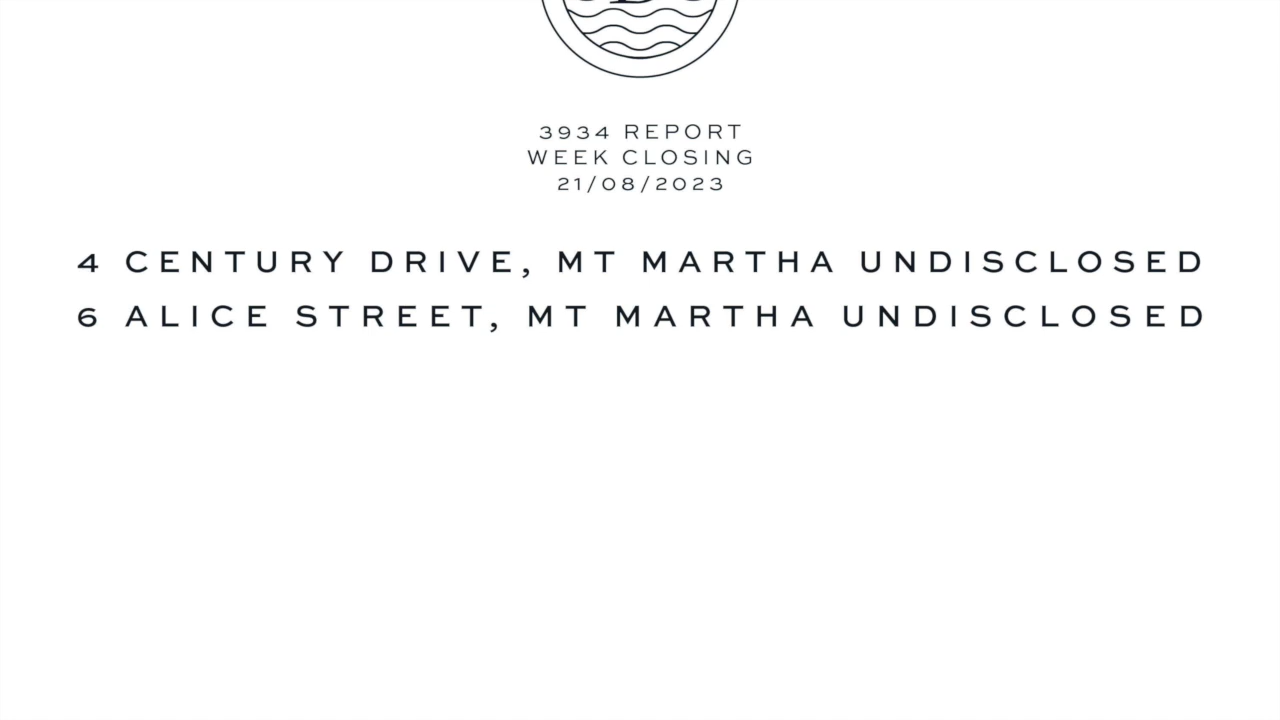 3934 REPORT
WEEK CLOSING
21/08/2023
4 CENTURY DRIVE, MT MARTHA UNDISCLOSED
6 ALICE STREET, MT MARTHA UNDISCLOSED